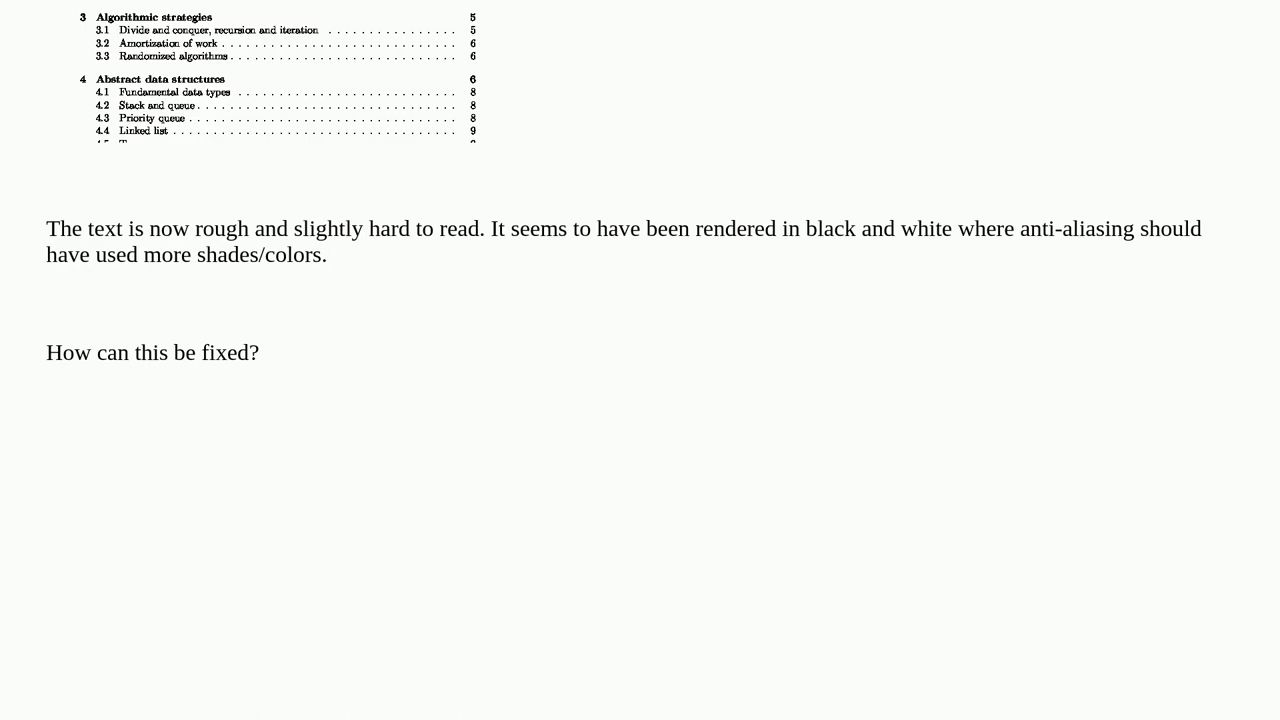 3 Algorithmic strategies 5
3.1 Divide and conquer, recursion and iteration . . . . . . . . . . . . . . . . 5
3.2 Amortization of work . . . . . . . . . . . . . . . . . . . . . . . . . . . . . 6
3.3 Randomized algorithms . . . . . . . . . . . . . . . . . . . . . . . . . . . . 6
4 Abstract data structures 6
4.1 Fundamental data types . . . . . . . . . . . . . . . . . . . . . . . . . . . 8
4.2 Stack and queue . . . . . . . . . . . . . . . . . . . . . . . . . . . . . . . . 8
4.3 Priority queue . . . . . . . . . . . . . . . . . . . . . . . . . . . . . . . . . 8
4.4 Linked list . . . . . . . . . . . . . . . . . . . . . . . . . . . . . . . . . . . 9
The text is now rough and slightly hard to read. It seems to have been rendered in black and white where anti-aliasing should
have used more shades/colors.
How can this be fixed?